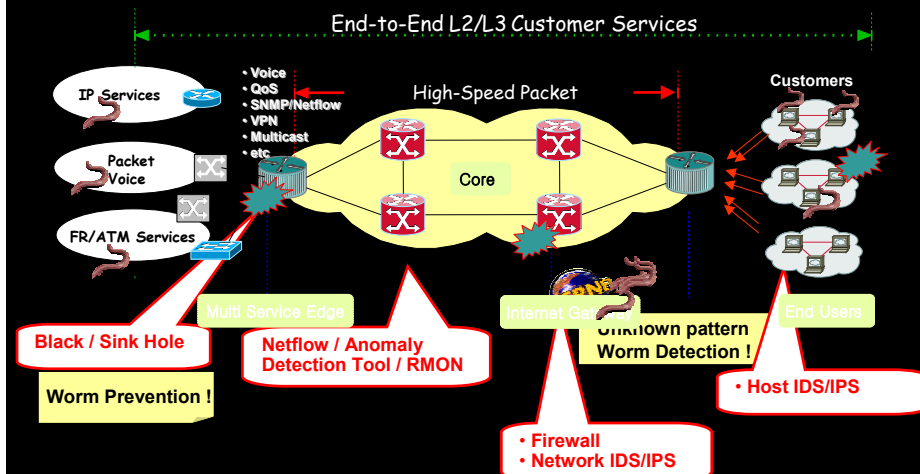 End-to-End L2/L3 Customer Services
IP Services
• Voice
• QoS
• SNMP/Netflow
• VPN
• Multicast
• etc
High-Speed Packet
Customers
Packet
Voice
Core
FR/ATM Services
Multi Service Edge
Internet Gateway
End Users
Black / Sink Hole
Netflow / Anomaly
Detection Tool / RMON
Unknown pattern
Worm Detection !
• Host IDS/IPS
Worm Prevention !
• Firewall
• Network IDS/IPS